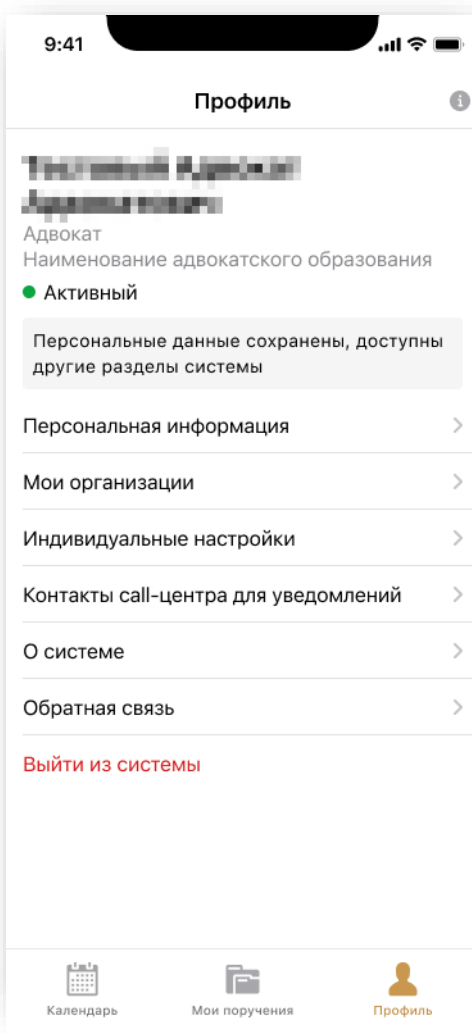 9:41
Профиль
Адвокат
Наименование адвокатского образования
Активный
Персональные данные сохранены, доступны
другие разделы системы
Персональная информация
Мои организации
Индивидуальные настройки
Контакты call-центра для уведомлений
О системе
Обратная связь
Выйти из системы
Календарь Мои поручения Профиль